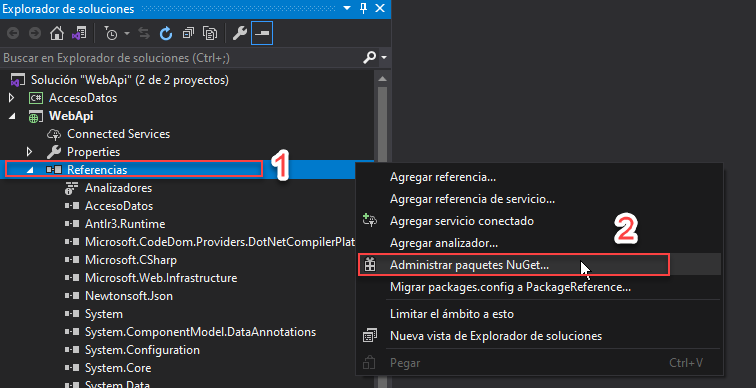 Explorador de soluciones
Buscar en Explorador de soluciones (Ctrl+;)
Solución "WebApi" (2 de 2 proyectos)
C# AccesoDatos
WebApi
Connected Services
Properties
Referencias
1
Analizadores
AccesoDatos
Antlr3.Runtime
Microsoft.CodeDom.Providers.DotNetCompilerPlat
Microsoft.CSharp
Microsoft.Web.Infrastructure
Newtonsoft.Json
System
System.ComponentModel.DataAnnotations
System.Configuration
System.Core
System.Data
Agregar referencia...
Agregar referencia de servicio...
Agregar servicio conectado
2
Agregar analizador...
Administrar paquetes NuGet...
Migrar packages.config a PackageReference...
Limitar el ámbito a esto
Nueva vista de Explorador de soluciones
Pegar Ctrl+V